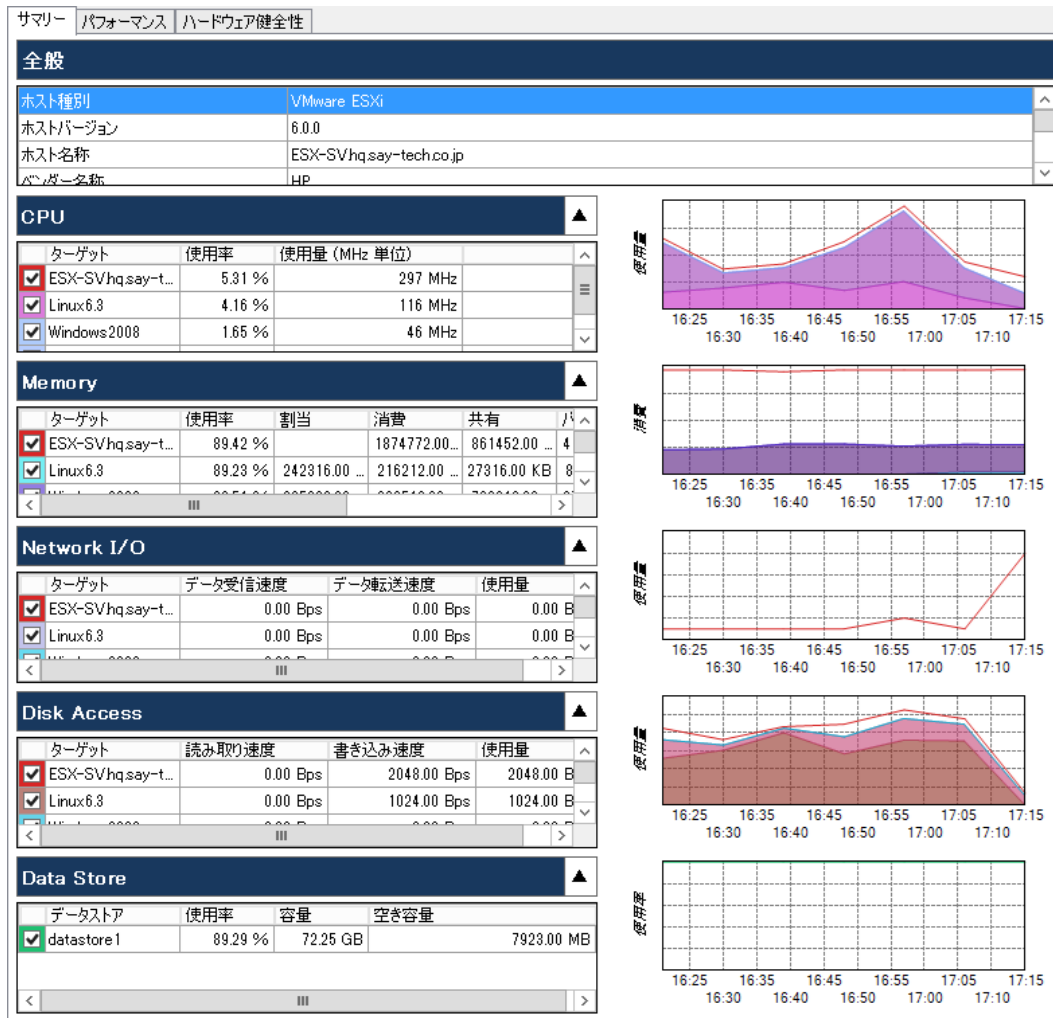 サマリー パフォーマンス ハードウェア健全性
全般
ホスト種別 VMware ESXi
ホストバージョン 6.0.0
ホスト名称 ESX-SV.hq.say-tech.co.jp
ベンダー名称 HP
CPU ▲
ターゲット 使用率 使用量 (MHz 単位)
ESX-SV.hq.say-t... 5.31 % 297 MHz
Linux6.3 4.16 % 116 MHz
Windows2008 1.65 % 46 MHz
使用量
16:25 16:35 16:45 16:55 17:05 17:15
16:30 16:40 16:50 17:00 17:10
Memory ▲
ターゲット 使用率 割当 消費 共有
ESX-SV.hq.say-t... 89.42 % 1874772.00... 861452.00 ... 4
Linux6.3 89.23 % 242316.00 ... 216212.00 ... 27316.00 KB 8
消費
16:25 16:35 16:45 16:55 17:05 17:15
16:30 16:40 16:50 17:00 17:10
Network I/O ▲
ターゲット データ受信速度 データ転送速度 使用量
ESX-SV.hq.say-t... 0.00 Bps 0.00 Bps 0.00 B
Linux6.3 0.00 Bps 0.00 Bps 0.00 B
使用量
16:25 16:35 16:45 16:55 17:05 17:15
16:30 16:40 16:50 17:00 17:10
Disk Access ▲
ターゲット 読み取り速度 書き込み速度 使用量
ESX-SV.hq.say-t... 0.00 Bps 2048.00 Bps 2048.00 B
Linux6.3 0.00 Bps 1024.00 Bps 1024.00 B
使用量
16:25 16:35 16:45 16:55 17:05 17:15
16:30 16:40 16:50 17:00 17:10
Data Store ▲
データストア 使用率 容量 空き容量
datastore1 89.29 % 72.25 GB 7923.00 MB
使用率
16:25 16:35 16:45 16:55 17:05 17:15
16:30 16:40 16:50 17:00 17:10